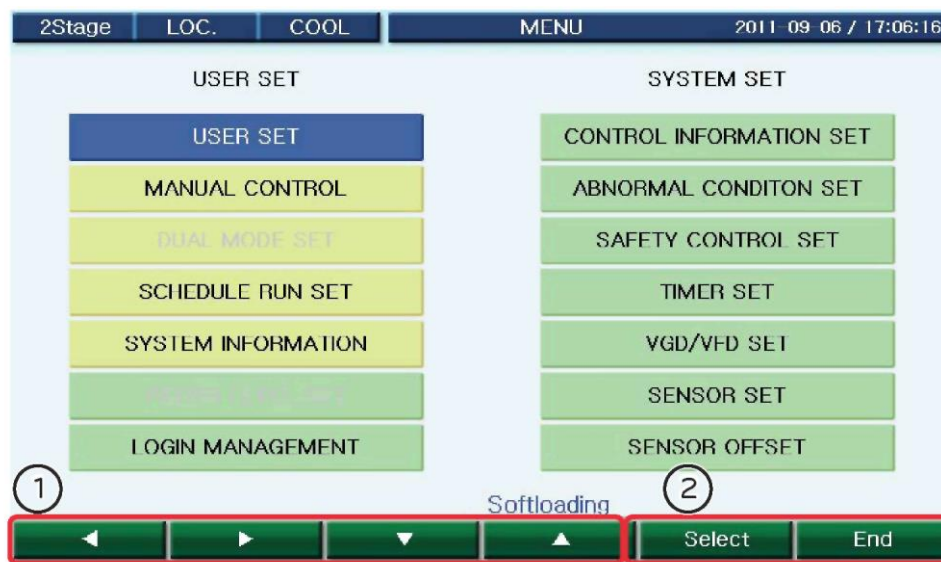 2Stage LOC. COOL MENU 2011-09-06 / 17:06:16
USER SET
USER SET
MANUAL CONTROL
DUAL MODE SET
SCHEDULE RUN SET
SYSTEM INFORMATION
LOGIN MANAGEMENT
SYSTEM SET
CONTROL INFORMATION SET
ABNORMAL CONDITON SET
SAFETY CONTROL SET
TIMER SET
VGD/VFD SET
SENSOR SET
SENSOR OFFSET
1
2
Softloading
Select End